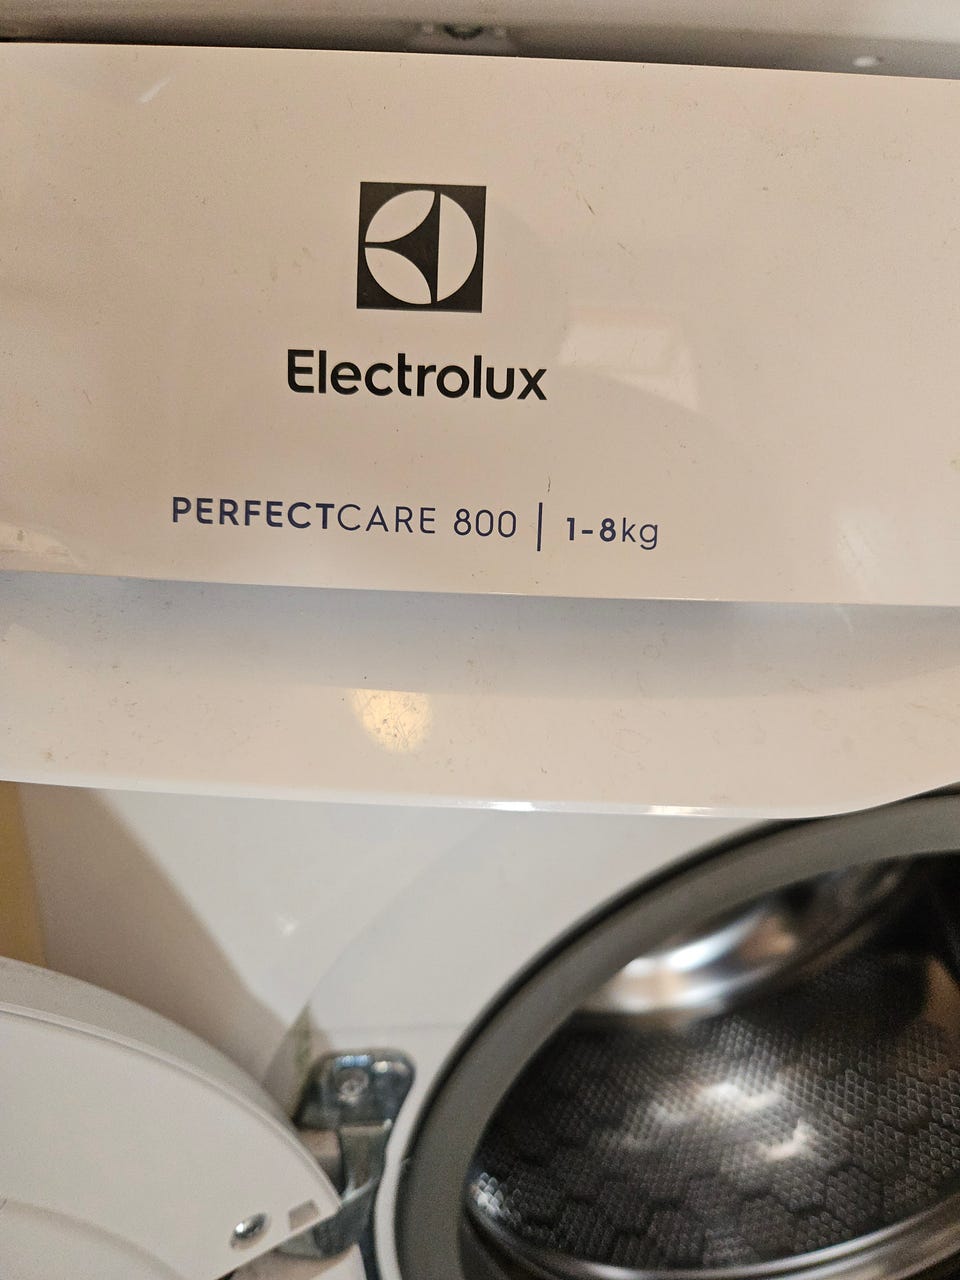 Electrolux
PERFECTCARE 800 | 1-8kg